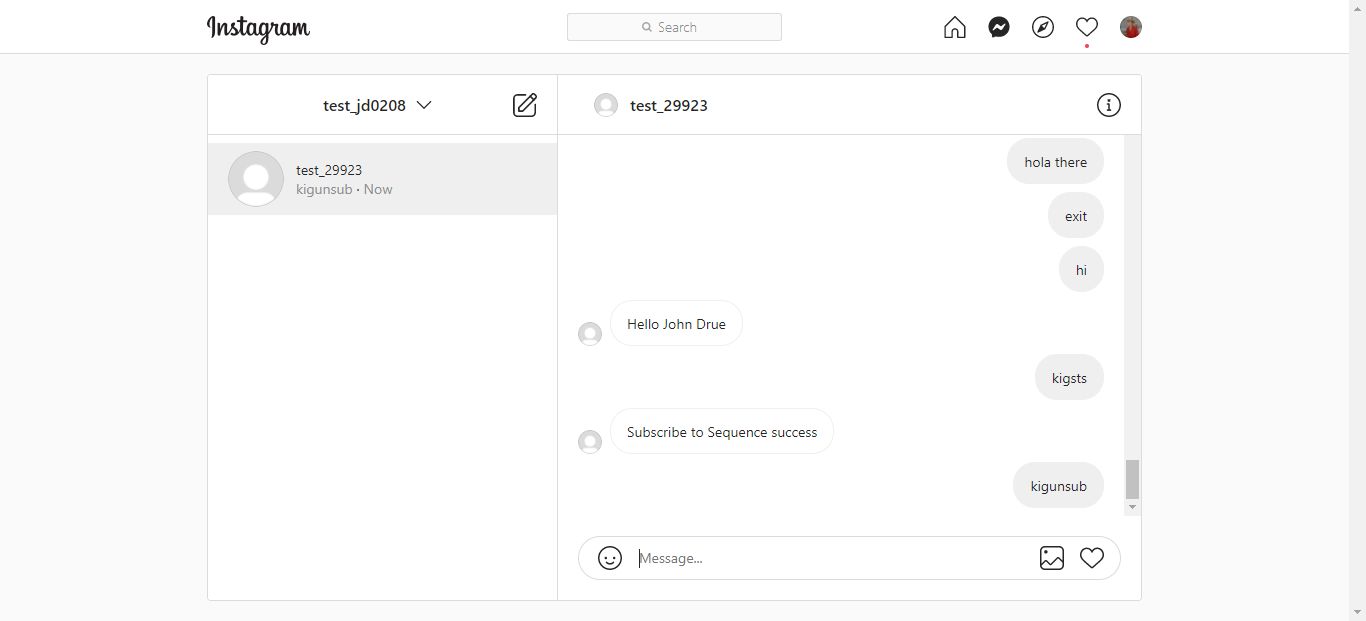 Instagram
Search
test_jd0208
test_29923
test_29923
kigunsub · Now
hola there
exit
hi
Hello John Drue
kigsts
Subscribe to Sequence success
kigunsub
Message...